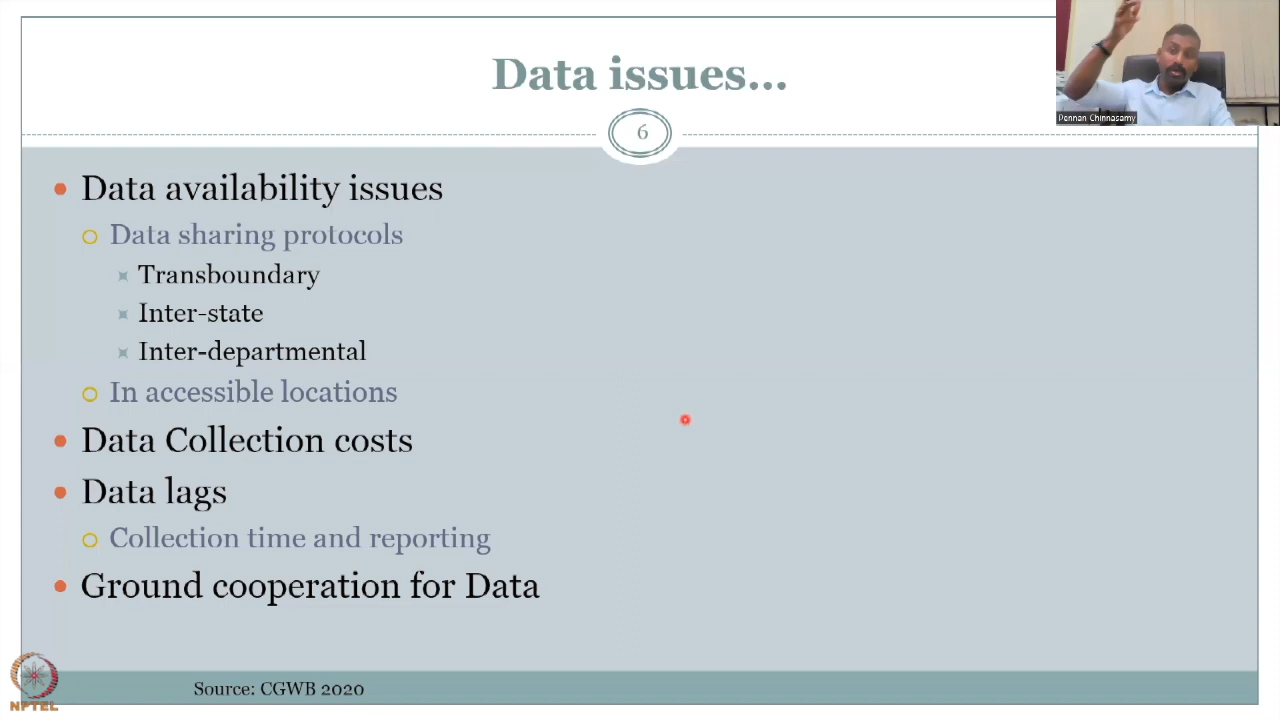 Data issues...
6
Pennan Chinnasamy
Data availability issues
Data sharing protocols
Transboundary
Inter-state
Inter-departmental
In accessible locations
Data Collection costs
Data lags
Collection time and reporting
Ground cooperation for Data
Source: CGWB 2020
NPTEL